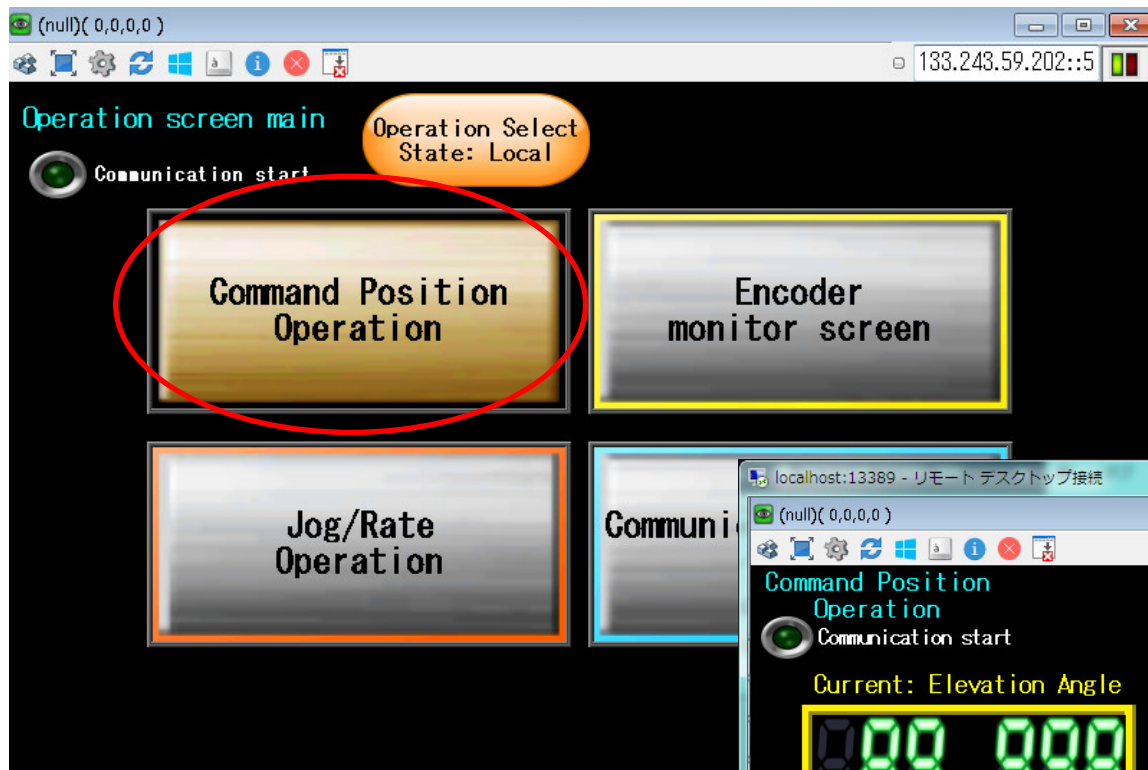 (null)( 0,0,0,0 )
133.243.59.202::5
Operation screen main
Operation Select
State: Local
Communication start
Command Position
Operation
Encoder
monitor screen
Jog/Rate
Operation
localhost:13389 - リモート デスクトップ接続
(null)( 0,0,0,0 )
Command Position
Operation
Communication start
Current: Elevation Angle